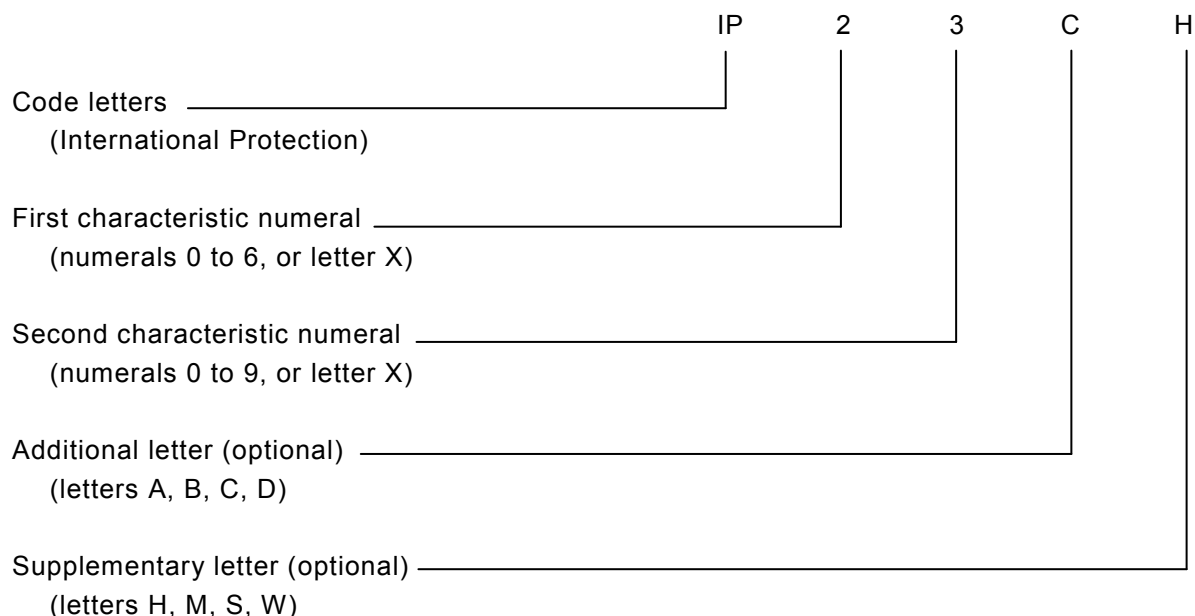 IP 2 3 C H
Code letters
(International Protection)
First characteristic numeral
(numerals 0 to 6, or letter X)
Second characteristic numeral
(numerals 0 to 9, or letter X)
Additional letter (optional)
(letters A, B, C, D)
Supplementary letter (optional)
(letters H, M, S, W)